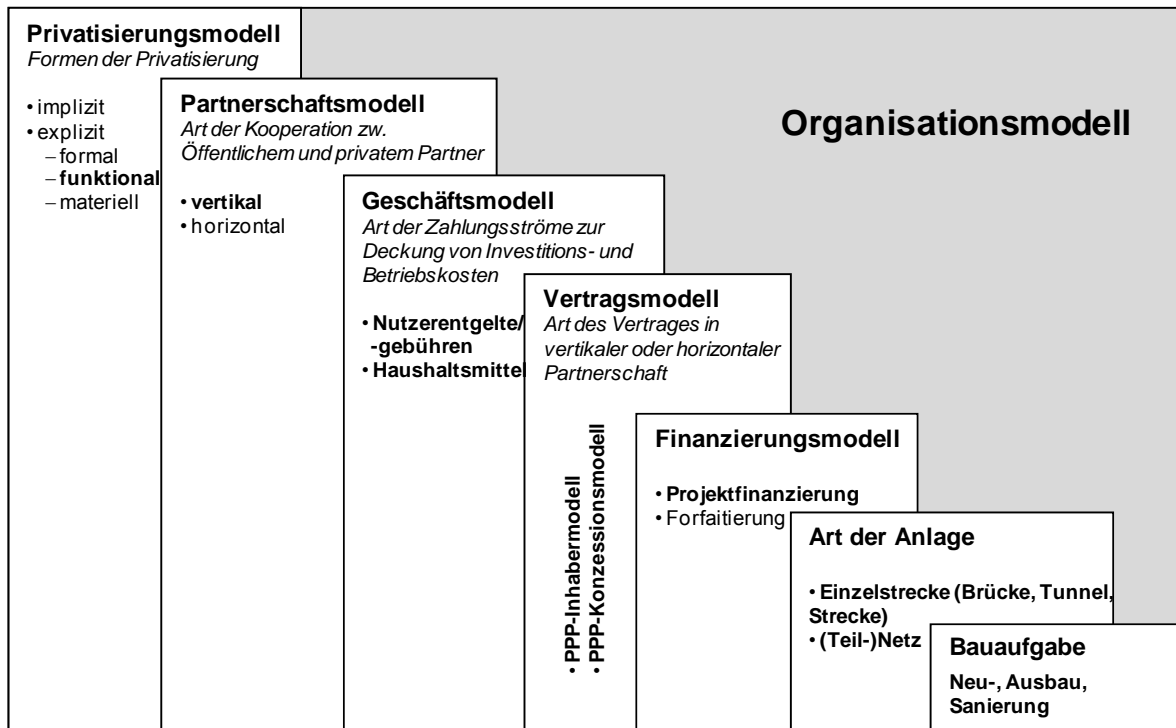 Privatisierungsmodell
Formen der Privatisierung
• implizit
• explizit
– formal
– funktional
– materiell
Partnerschaftsmodell
Art der Kooperation zw.
Öffentlichem und privatem Partner
• vertikal
• horizontal
Organisationsmodell
Geschäftsmodell
Art der Zahlungsströme zur
Deckung von Investitions- und
Betriebskosten
• Nutzerentgelte/
-gebühren
• Haushaltsmittel
Vertragsmodell
Art des Vertrages in
vertikaler oder horizontaler
Partnerschaft
• PPP-Inhabermodell
• PPP-Konzessionsmodell
Finanzierungsmodell
• Projektfinanzierung
• Forfaitierung
Art der Anlage
• Einzelstrecke (Brücke, Tunnel,
Strecke)
• (Teil-)Netz
Bauaufgabe
Neu-, Ausbau,
Sanierung